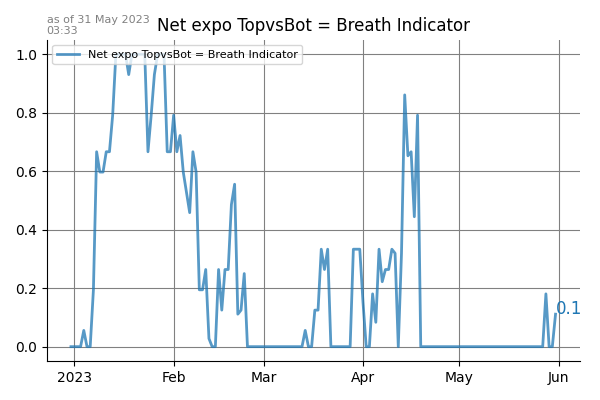 as of 31 May 2023
03:33
Net expo TopvsBot = Breath Indicator
Net expo TopvsBot = Breath Indicator
1.0
0.8
0.6
0.4
0.2
0.0
0.1
2023 Feb Mar Apr May Jun